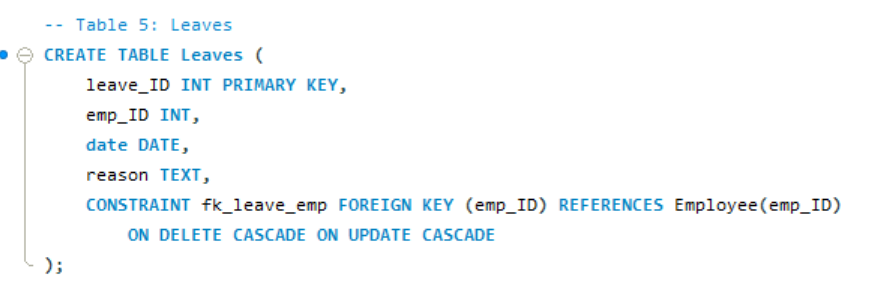 -- Table 5: Leaves
CREATE TABLE Leaves (
leave_ID INT PRIMARY KEY,
emp_ID INT,
date DATE,
reason TEXT,
CONSTRAINT fk_leave_emp FOREIGN KEY (emp_ID) REFERENCES Employee(emp_ID)
ON DELETE CASCADE ON UPDATE CASCADE
);